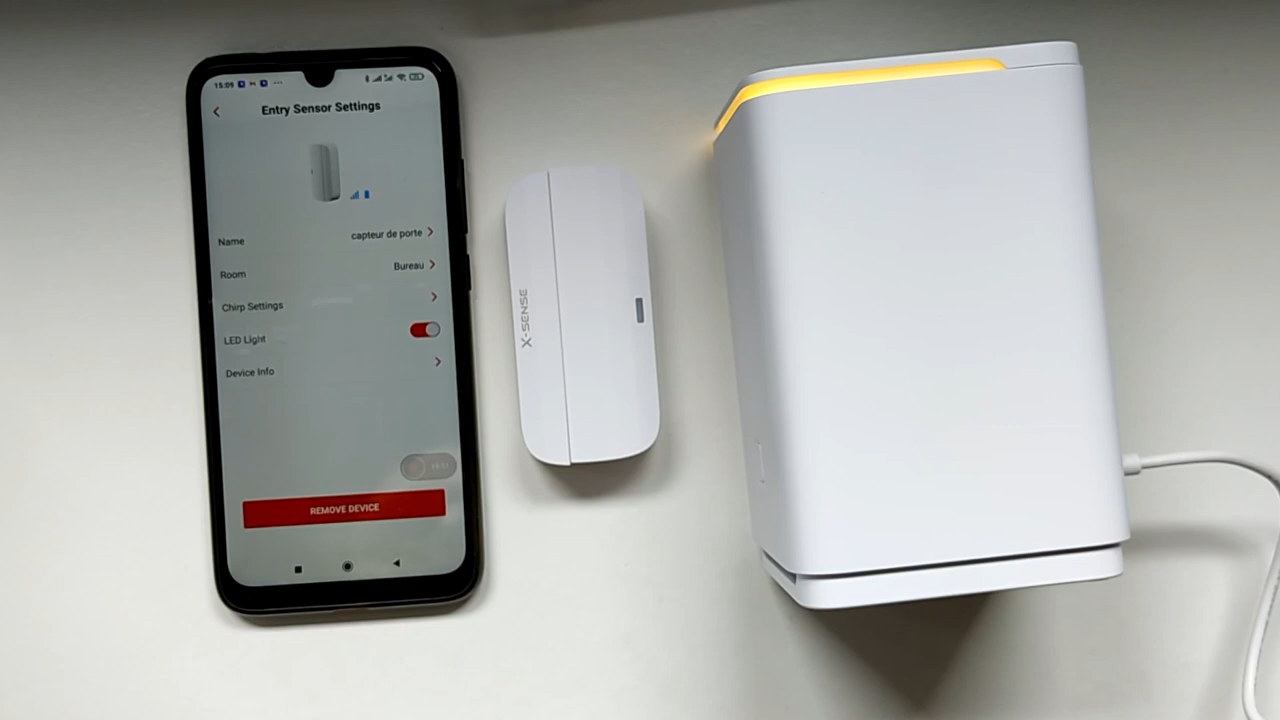 15:09
Entry Sensor Settings
Name capteur de porte
Room Bureau
Chirp Settings
LED Light
Device Info
REMOVE DEVICE
X-SENSE